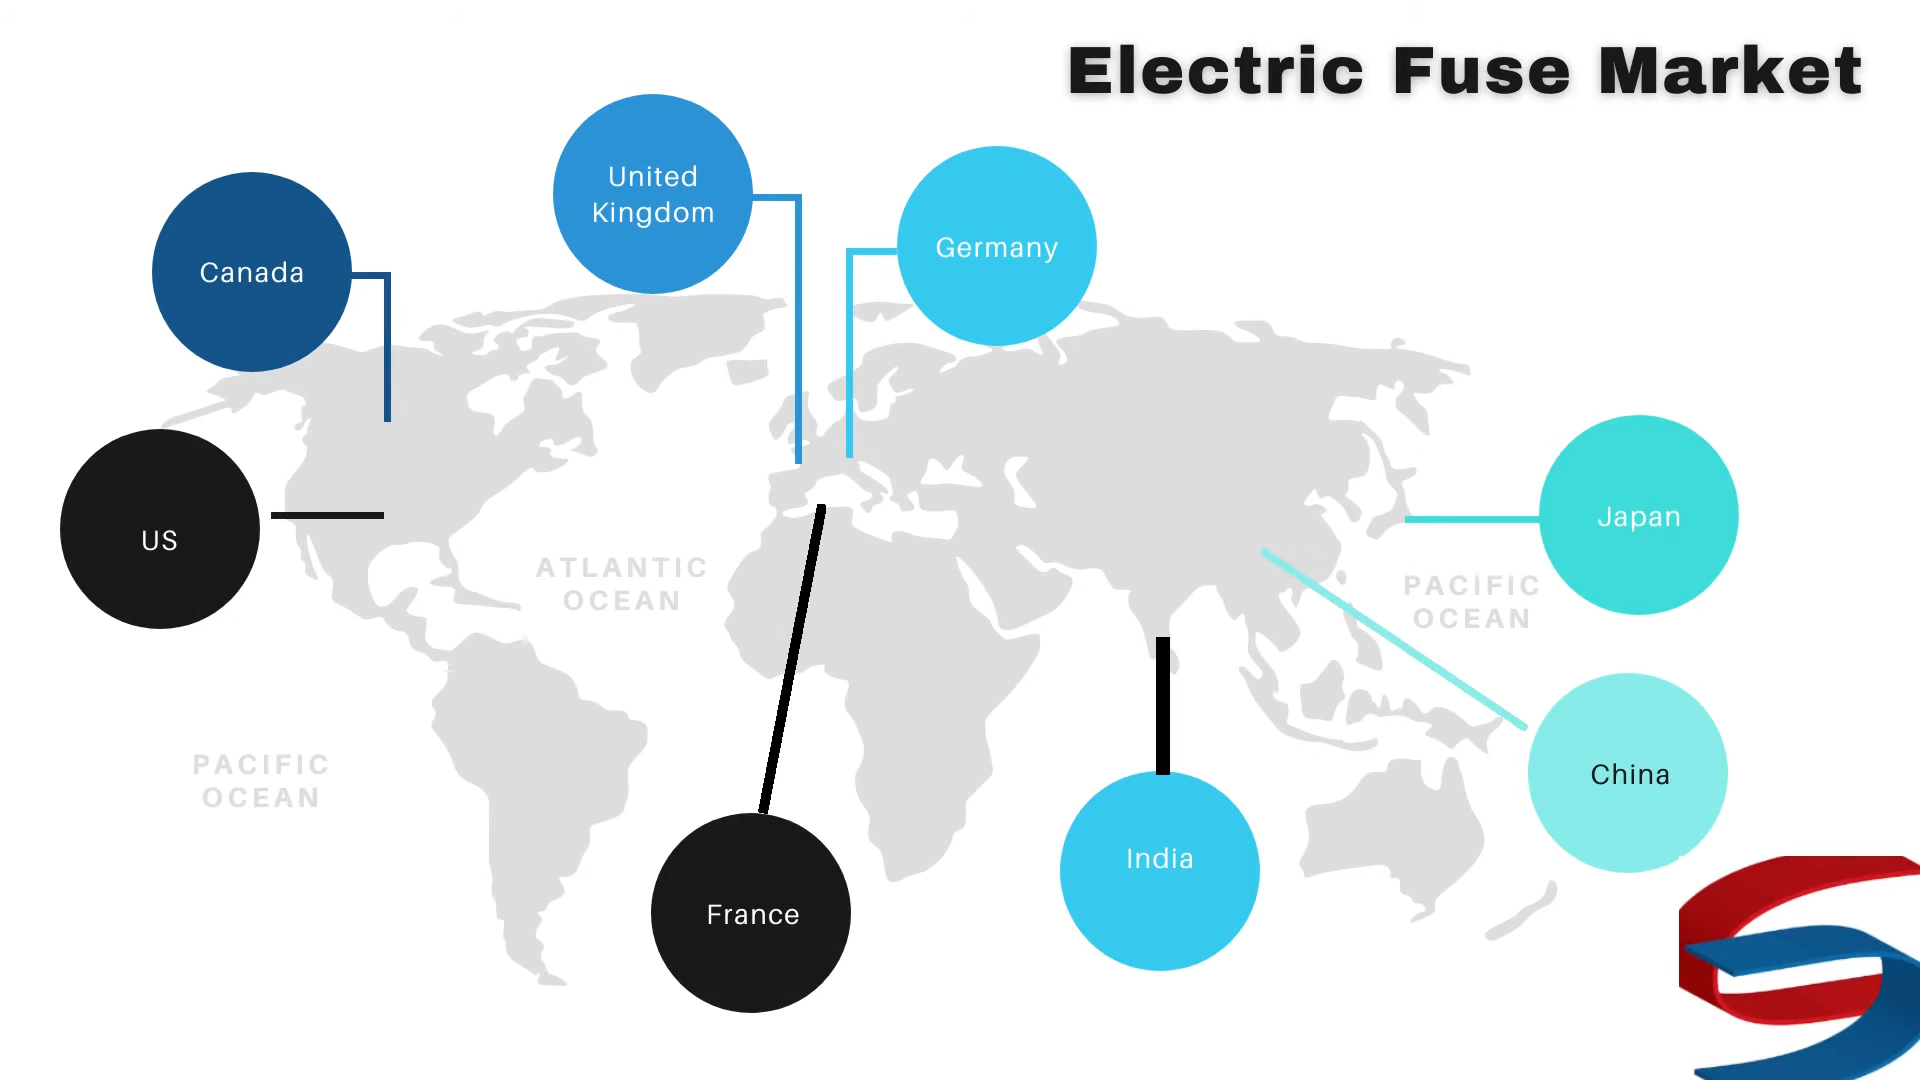 Electric Fuse Market
United
Kingdom
Germany
Canada
US
Japan
ATLANTIC
OCEAN
PACIFIC
OCEAN
PACIFIC
OCEAN
China
India
France